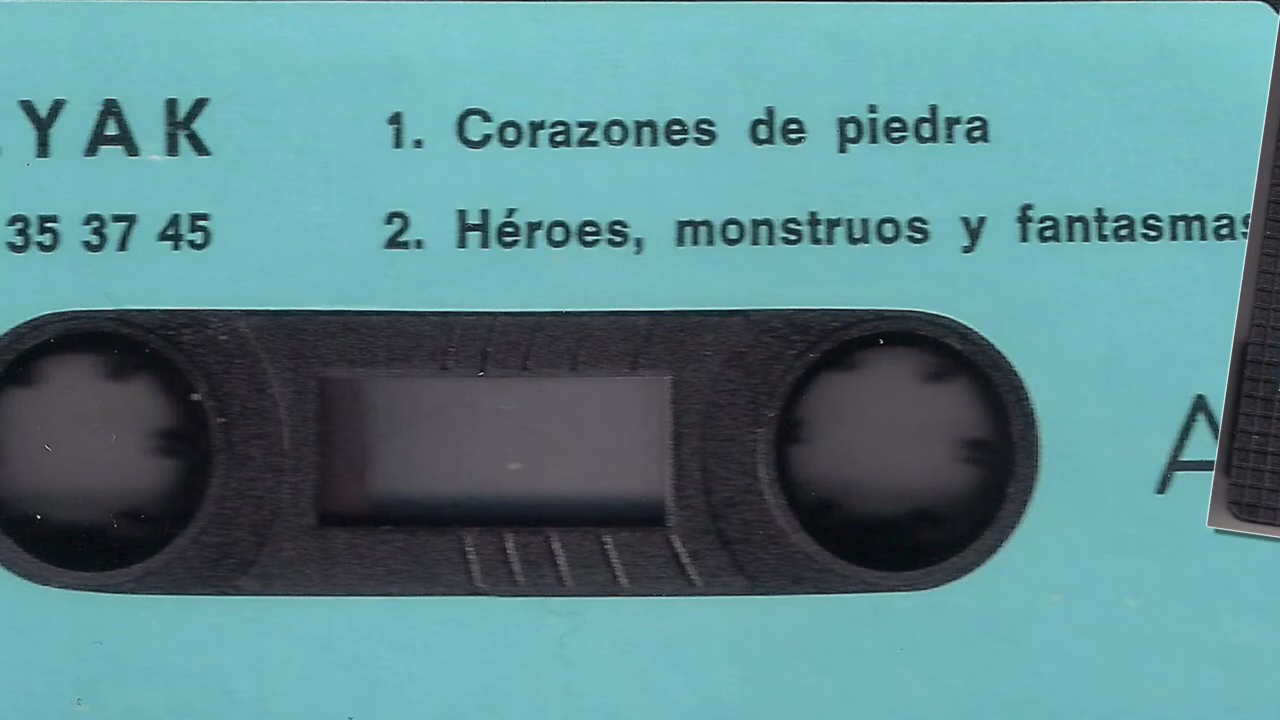 YAK
1. Corazones de piedra
35 37 45
2. Héroes, monstruos y fantasmas
A